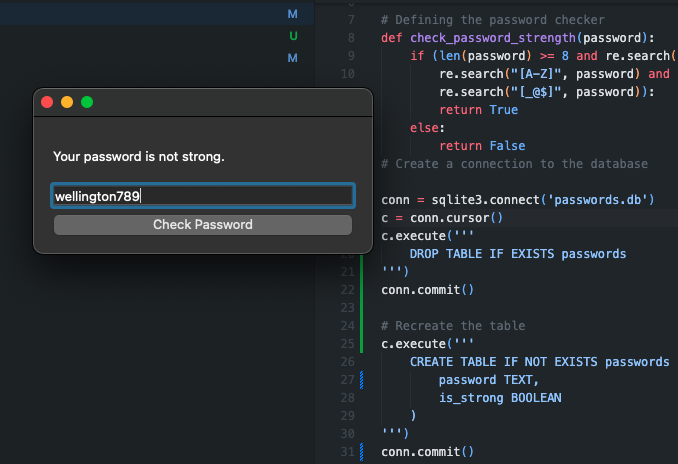 M
U
M
Your password is not strong.
wellington789
Check Password
7 # Defining the password checker
8 def check_password_strength(password):
9 if (len(password) >= 8 and re.search(
10 re.search("[A-Z]", password) and
re.search("[_@$]", password)):
return True
else:
return False
# Create a connection to the database
conn = sqlite3.connect('passwords.db')
c = conn.cursor()
c.execute('''
DROP TABLE IF EXISTS passwords
21 ''')
22 conn.commit()
23
24 # Recreate the table
25 c.execute('''
26 CREATE TABLE IF NOT EXISTS passwords
27 password TEXT,
28 is_strong BOOLEAN
29 )
30 ''')
31 conn.commit()